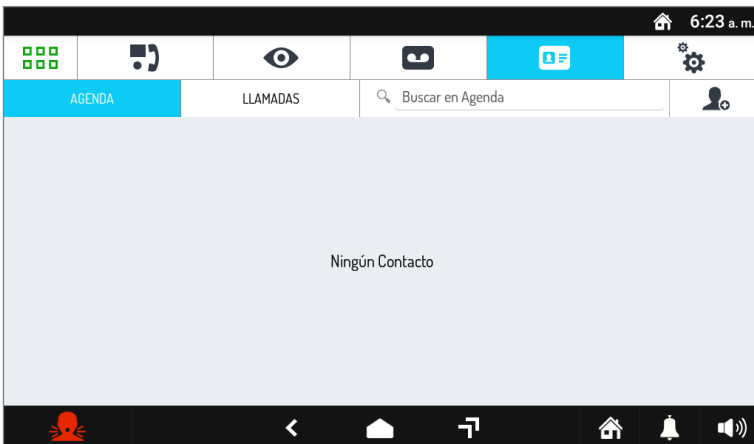 6:23 a. m.
AGENDA
LLAMADAS
Buscar en Agenda
Ningún Contacto